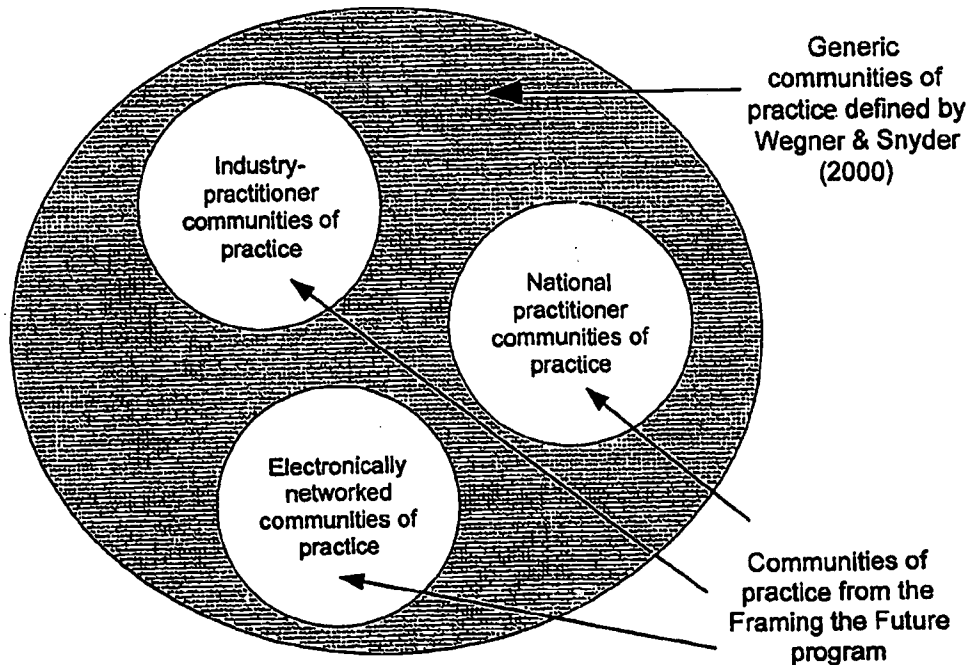 Generic
communities of
practice defined by
Wegner & Snyder
(2000)
Industry-
practitioner
communities of
practice
National
practitioner
communities of
practice
Electronically
networked
communities of
practice
Communities of
practice from the
Framing the Future
program